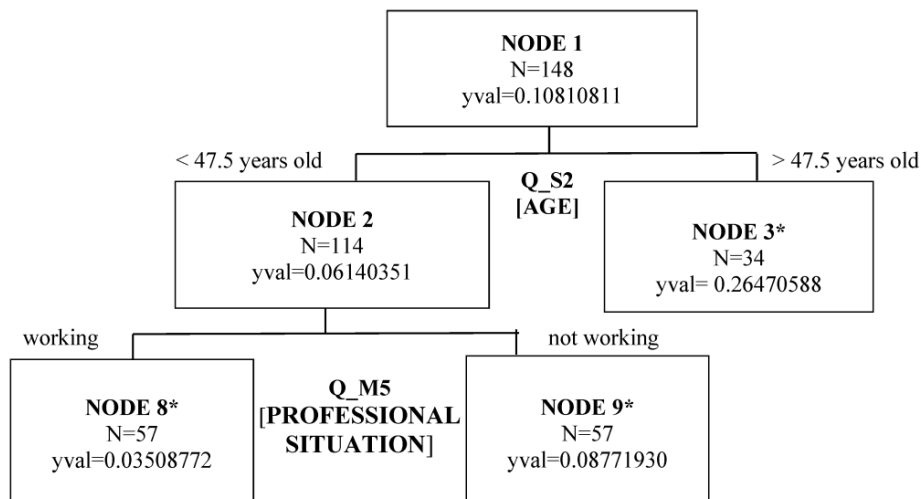 NODE 1
N=148
yval=0.10810811
< 47.5 years old
> 47.5 years old
Q_S2
[AGE]
NODE 2
N=114
yval=0.06140351
NODE 3*
N=34
yval= 0.26470588
working
not working
Q_M5
[PROFESSIONAL
SITUATION]
NODE 8*
N=57
yval=0.03508772
NODE 9*
N=57
yval=0.08771930